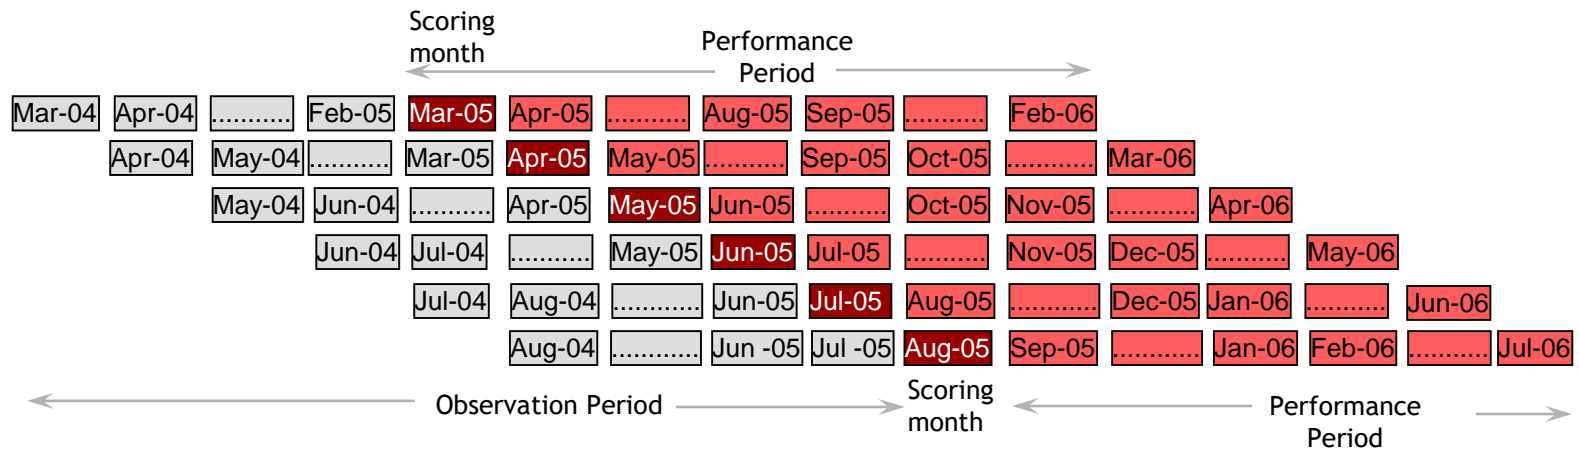 Scoring
month
Performance
Period
Mar-04 Apr-04 ........... Feb-05 Mar-05 Apr-05 ........... Aug-05 Sep-05 ........... Feb-06
Apr-04 May-04 ........... Mar-05 Apr-05 May-05 ........... Sep-05 Oct-05 ............ Mar-06
May-04 Jun-04 ........... Apr-05 May-05 Jun-05 ........... Oct-05 Nov-05 ............ Apr-06
Jun-04 Jul-04 ........... May-05 Jun-05 Jul-05 ........... Nov-05 Dec-05 ........... May-06
Jul-04 Aug-04 ............ Jun-05 Jul-05 Aug-05 ............ Dec-05 Jan-06 ........... Jun-06
Aug-04 ............ Jun -05 Jul -05 Aug-05 Sep-05 ............ Jan-06 Feb-06 ........... Jul-06
Observation Period
Scoring
month
Performance
Period